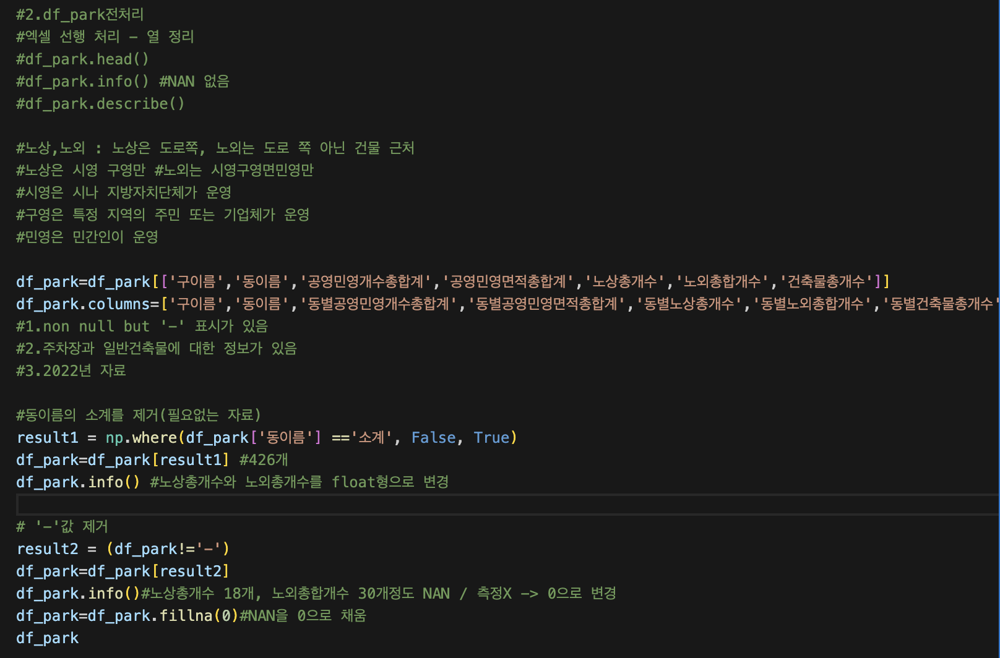 #2.df_park전처리
#엑셀 선행 처리 - 열 정리
#df_park.head()
#df_park.info() #NAN 없음
#df_park.describe()
#노상,노외 : 노상은 도로쪽, 노외는 도로 쪽 아닌 건물 근처
#노상은 시영 구영만 #노외는 시영구영면민영만
#시영은 시나 지방자치단체가 운영
#구영은 특정 지역의 주민 또는 기업체가 운영
#민영은 민간인이 운영
df_park=df_park[['구이름','동이름','공영민영개수총합계','공영민영면적총합계','노상총개수','노외총합개수','건축물총개수']]
df_park.columns=['구이름','동이름','동별공영민영개수총합계','동별공영민영면적총합계','동별노상총개수','동별노외총합개수','동별건축물총개수'
#1.non null but '-' 표시가 있음
#2.주차장과 일반건축물에 대한 정보가 있음
#3.2022년 자료
#동이름의 소계를 제거(필요없는 자료)
result1 = np.where(df_park['동이름'] =='소계', False, True)
df_park=df_park[result1] #426개
df_park.info() #노상총개수와 노외총개수를 float형으로 변경
# '-'값 제거
result2 = (df_park!='-')
df_park=df_park[result2]
df_park.info()#노상총개수 18개, 노외총합개수 30개정도 NAN / 측정X -> 0으로 변경
df_park=df_park.fillna(0)#NAN을 0으로 채움
df_park